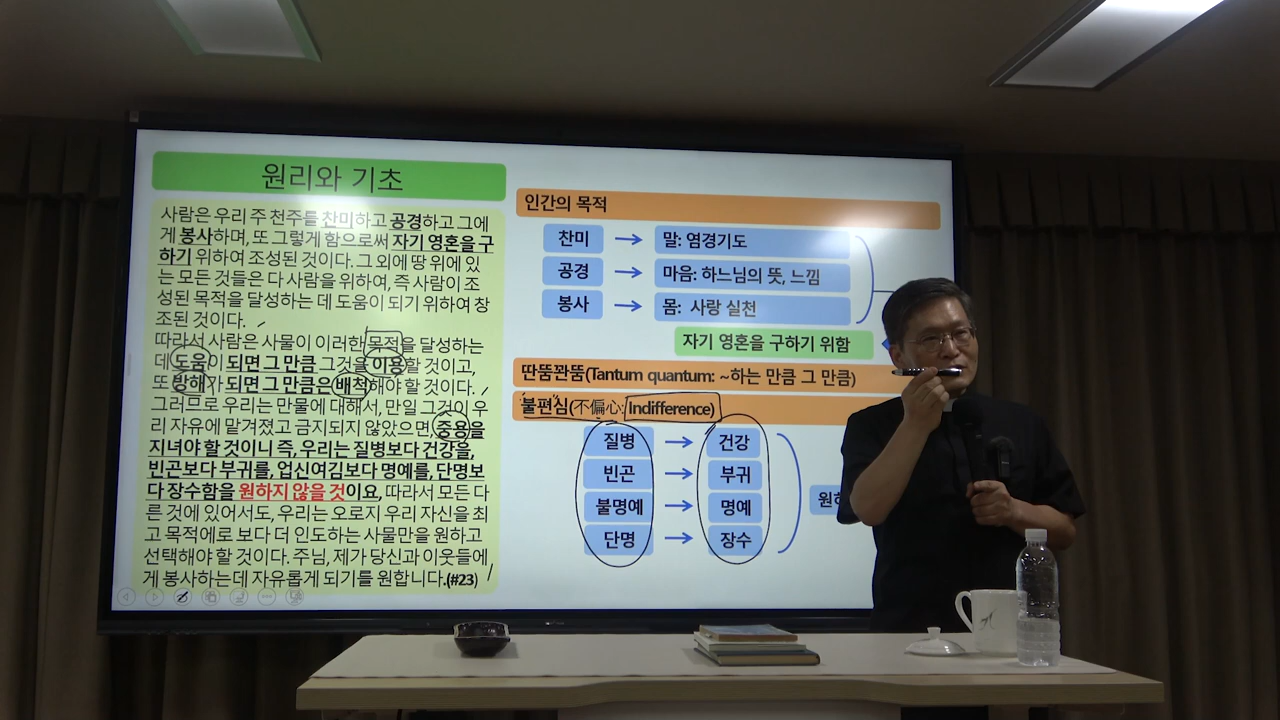 원리와 기초
사람은 우리 주 천주를 찬미하고 공경하고 그에
게 봉사하며, 또 그렇게 함으로써 자기 영혼을 구
하기 위하여 조성된 것이다. 그 외에 땅 위에 있
는 모든 것들은 다 사람을 위하여, 즉 사람이 조
성된 목적을 달성하는 데 도움이 되기 위하여 창
조된 것이다.
따라서 사람은 사물이 이러한 목적을 달성하는
데 도움이 되면 그 만큼 그것을 이용할 것이고,
또 방해가 되면 그 만큼은 배척해야 할 것이다.
그러므로 우리는 만물에 대해서, 만일 그것이 우
리 자유에 맡겨졌고 금지되지 않았으면, 중용을
지녀야 할 것이니 즉, 우리는 질병보다 건강을,
빈곤보다 부귀를, 업신여김보다 명예를, 단명보
다 장수함을 원하지 않을 것이요, 따라서 모든 다
른 것에 있어서도, 우리는 오로지 우리 자신을 최
고 목적에로 보다 더 인도하는 사물만을 원하고
선택해야 할 것이다. 주님, 제가 당신과 이웃들에
게 봉사하는데 자유롭게 되기를 원합니다.(#23)
인간의 목적
찬미 → 말: 염경기도
공경 → 마음: 하느님의 뜻, 느낌
봉사 → 몸: 사랑 실천
자기 영혼을 구하기 위함
딴뚬꽌뚬(Tantum quantum: ~하는 만큼 그 만큼)
불편심(不偏心: Indifference)
질병 → 건강
빈곤 → 부귀
불명예 → 명예
단명 → 장수